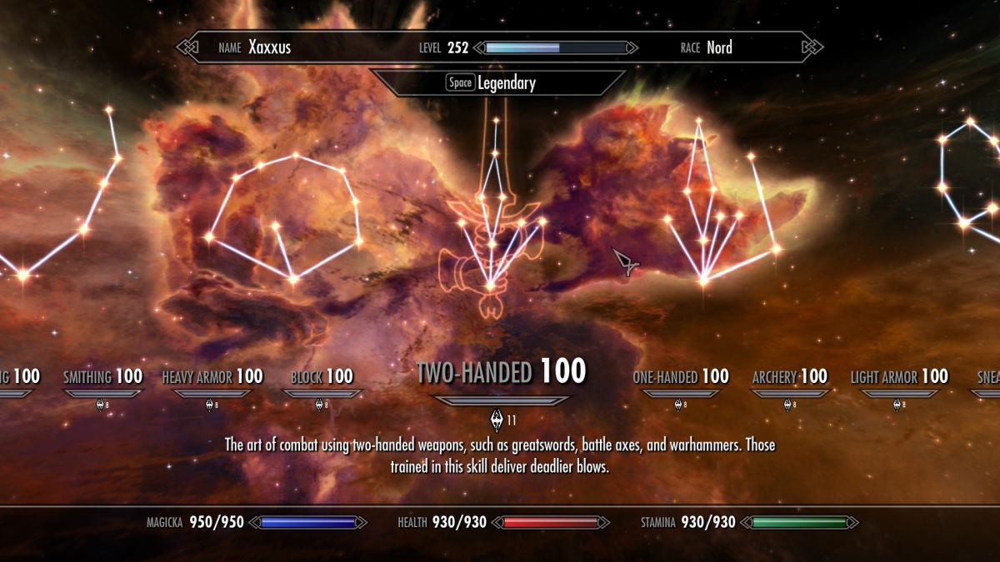 NAME Xaxxus LEVEL 252 RACE Nord
Space Legendary
NG 100 SMITHING 100 HEAVY ARMOR 100 BLOCK 100 TWO-HANDED 100 ONE-HANDED 100 ARCHERY 100 LIGHT ARMOR 100 SNEA
8 8 8 11 8 8 8
The art of combat using two-handed weapons, such as greatswords, battle axes, and warhammers. Those
trained in this skill deliver deadlier blows.
MAGICKA 950/950 HEALTH 930/930 STAMINA 930/930